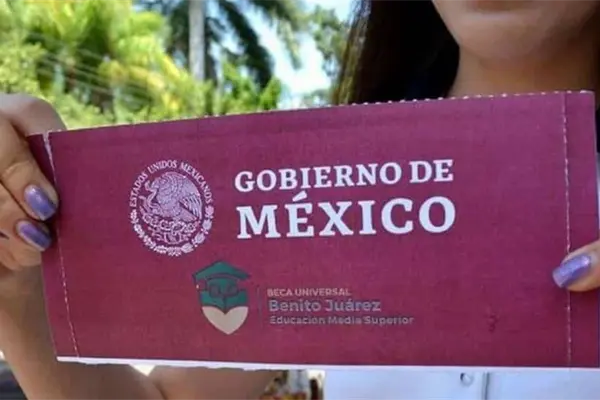 ESTADOS UNIDOS MEXICANOS
GOBIERNO DE
MÉXICO
BECA UNIVERSAL
Benito Juárez
Educación Media Superior